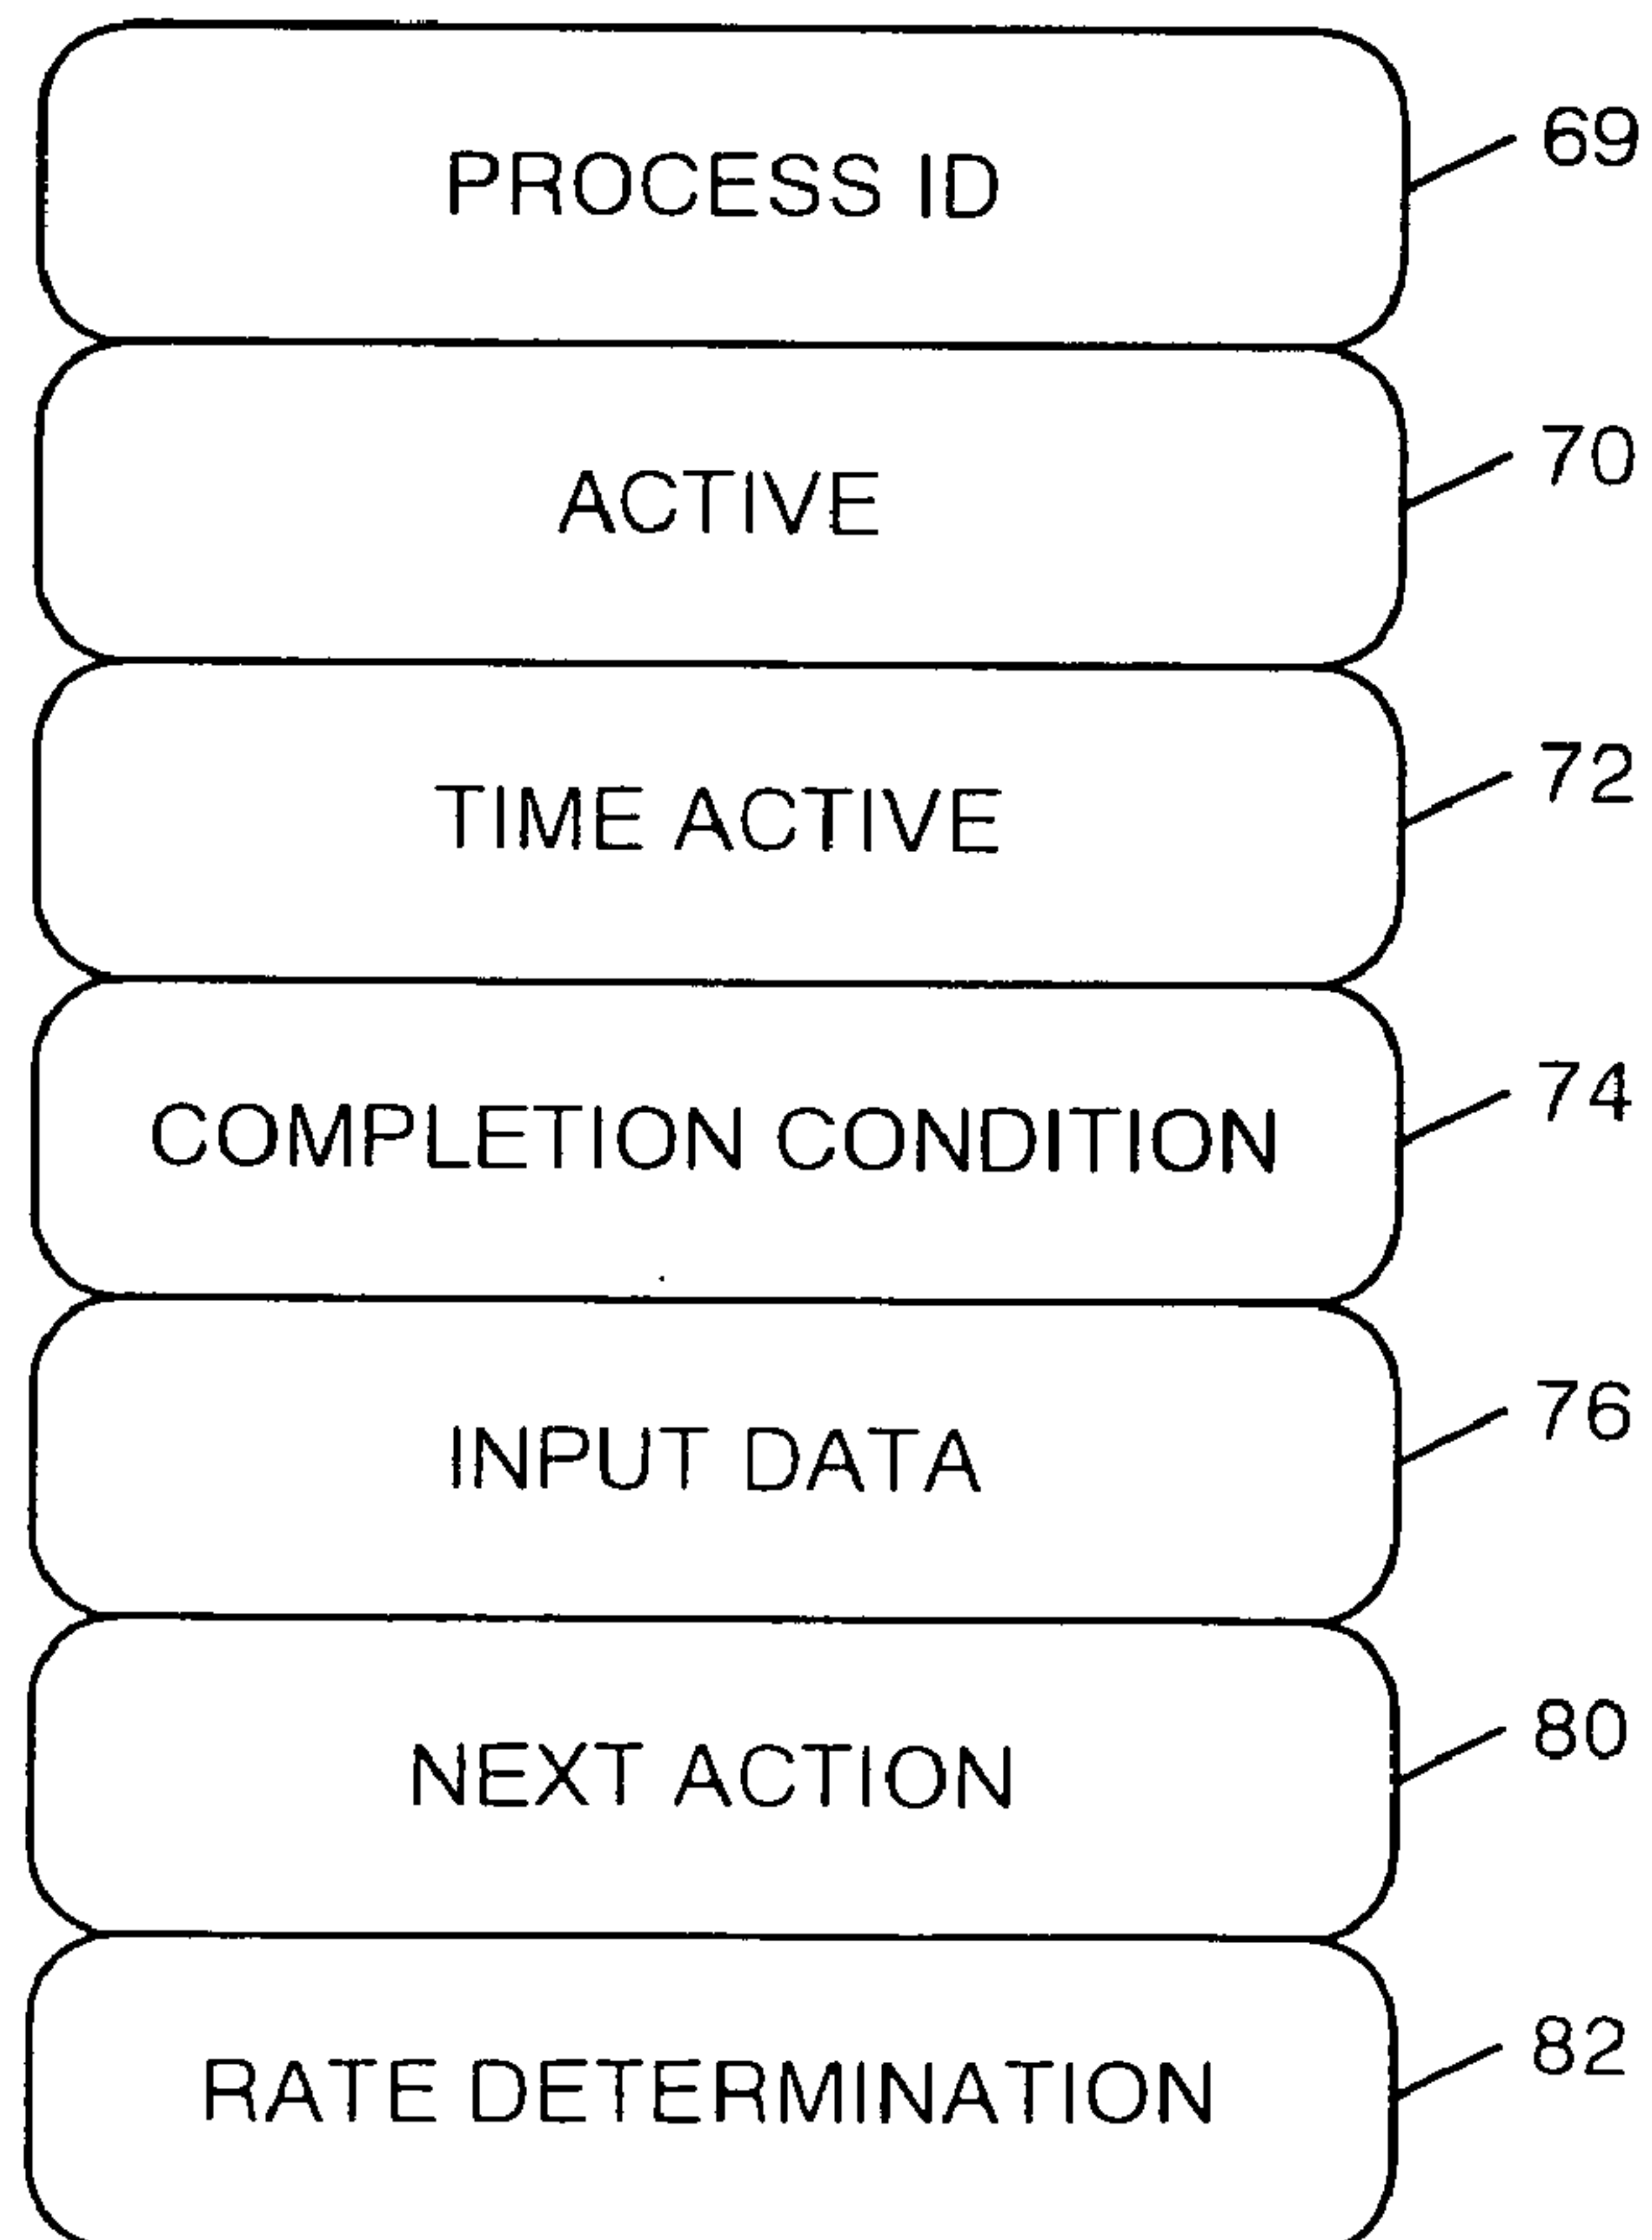 PROCESS ID 69
ACTIVE 70
TIME ACTIVE 72
COMPLETION CONDITION 74
INPUT DATA 76
NEXT ACTION 80
RATE DETERMINATION 82